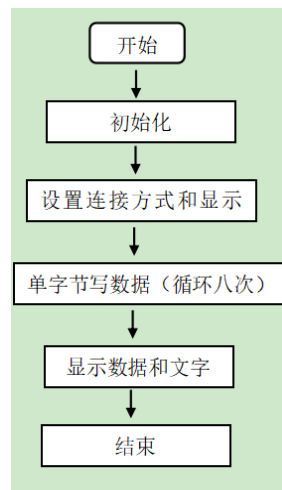 开始
初始化
设置连接方式和显示
单字节写数据（循环八次）
显示数据和文字
结束